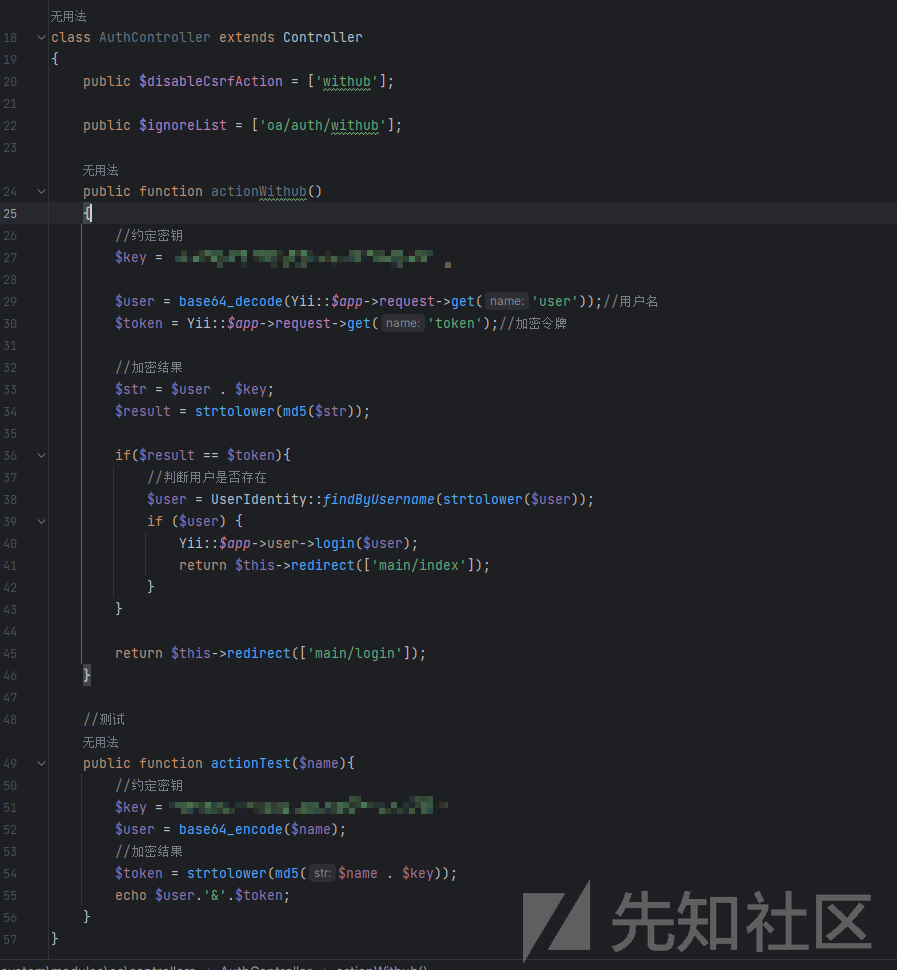 无用法
18 class AuthController extends Controller
19 {
20 public $disableCsrfAction = ['withub'];
21
22 public $ignoreList = ['oa/auth/withub'];
23
无用法
24 public function actionWithub()
25 {
26 //约定密钥
27 $key =
28
29 $user = base64_decode(Yii::$app->request->get( name: 'user'));//用户名
30 $token = Yii::$app->request->get( name: 'token');//加密令牌
31
32 //加密结果
33 $str = $user . $key;
34 $result = strtolower(md5($str));
35
36 if($result == $token){
37 //判断用户是否存在
38 $user = UserIdentity::findByUsername(strtolower($user));
39 if ($user) {
40 Yii::$app->user->login($user);
41 return $this->redirect(['main/index']);
42 }
43 }
44
45 return $this->redirect(['main/login']);
46 }
47
48 //测试
无用法
49 public function actionTest($name){
50 //约定密钥
51 $key =
52 $user = base64_encode($name);
53 //加密结果
54 $token = strtolower(md5( str: $name . $key));
55 echo $user.'&'.$token;
56 }
57 }
先知社区